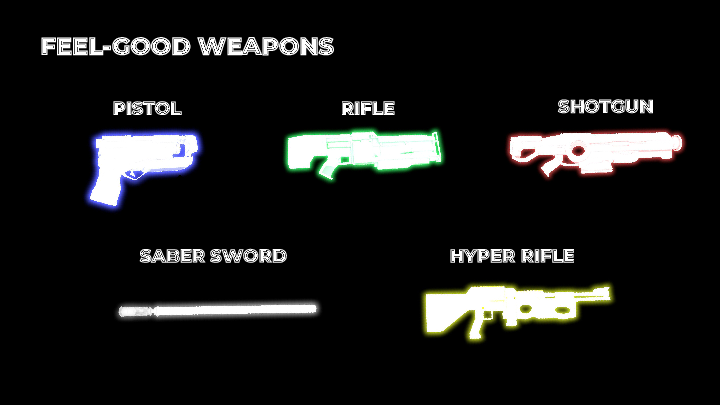 FEEL-GOOD WEAPONS
PISTOL
RIFLE
SHOTGUN
SABER SWORD
HYPER RIFLE